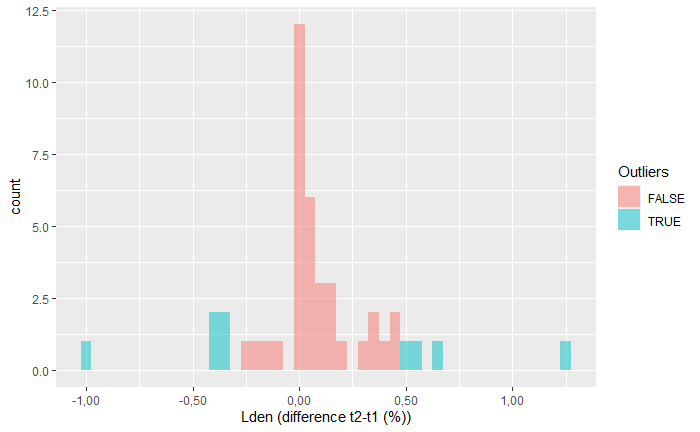 12.5
10.0
7.5
5.0
2.5
0.0
count
-1,00
-0,50
0,00
0,50
1,00
Lden (difference t2-t1 (%))
Outliers
FALSE
TRUE